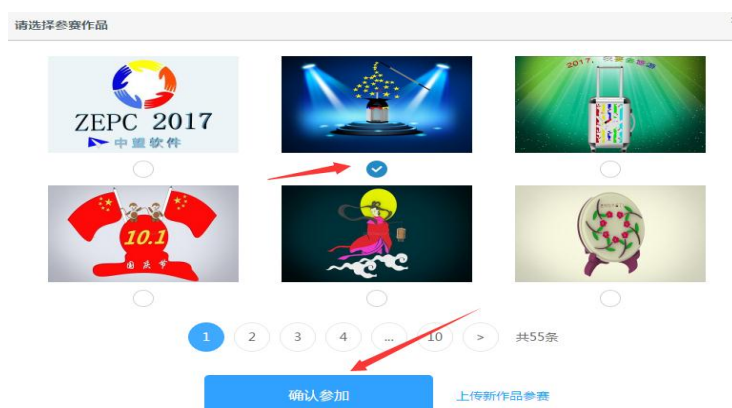 请选择参赛作品
ZEPC 2017
中盟软件
10.1
国庆节
1 2 3 4 ... 10 > 共55条
确认参加 上传新作品参赛